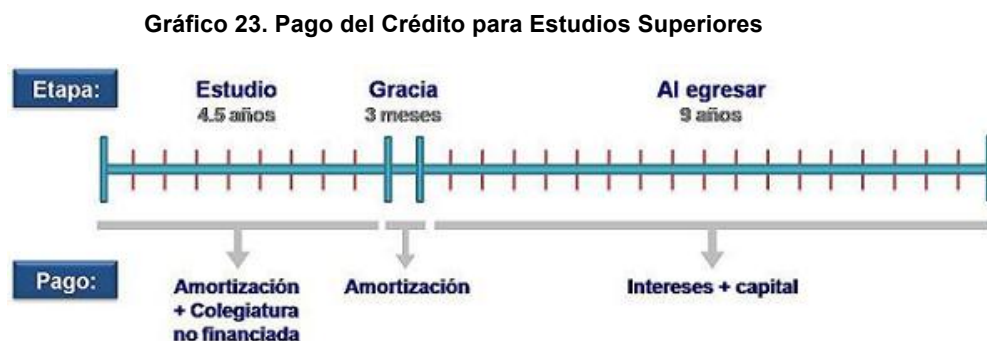 Gráfico 23. Pago del Crédito para Estudios Superiores
Etapa:
Estudio
4.5 años
Gracia
3 meses
Al egresar
9 años
Pago:
Amortización
+ Colegiatura
no financiada
Amortización
Intereses + capital